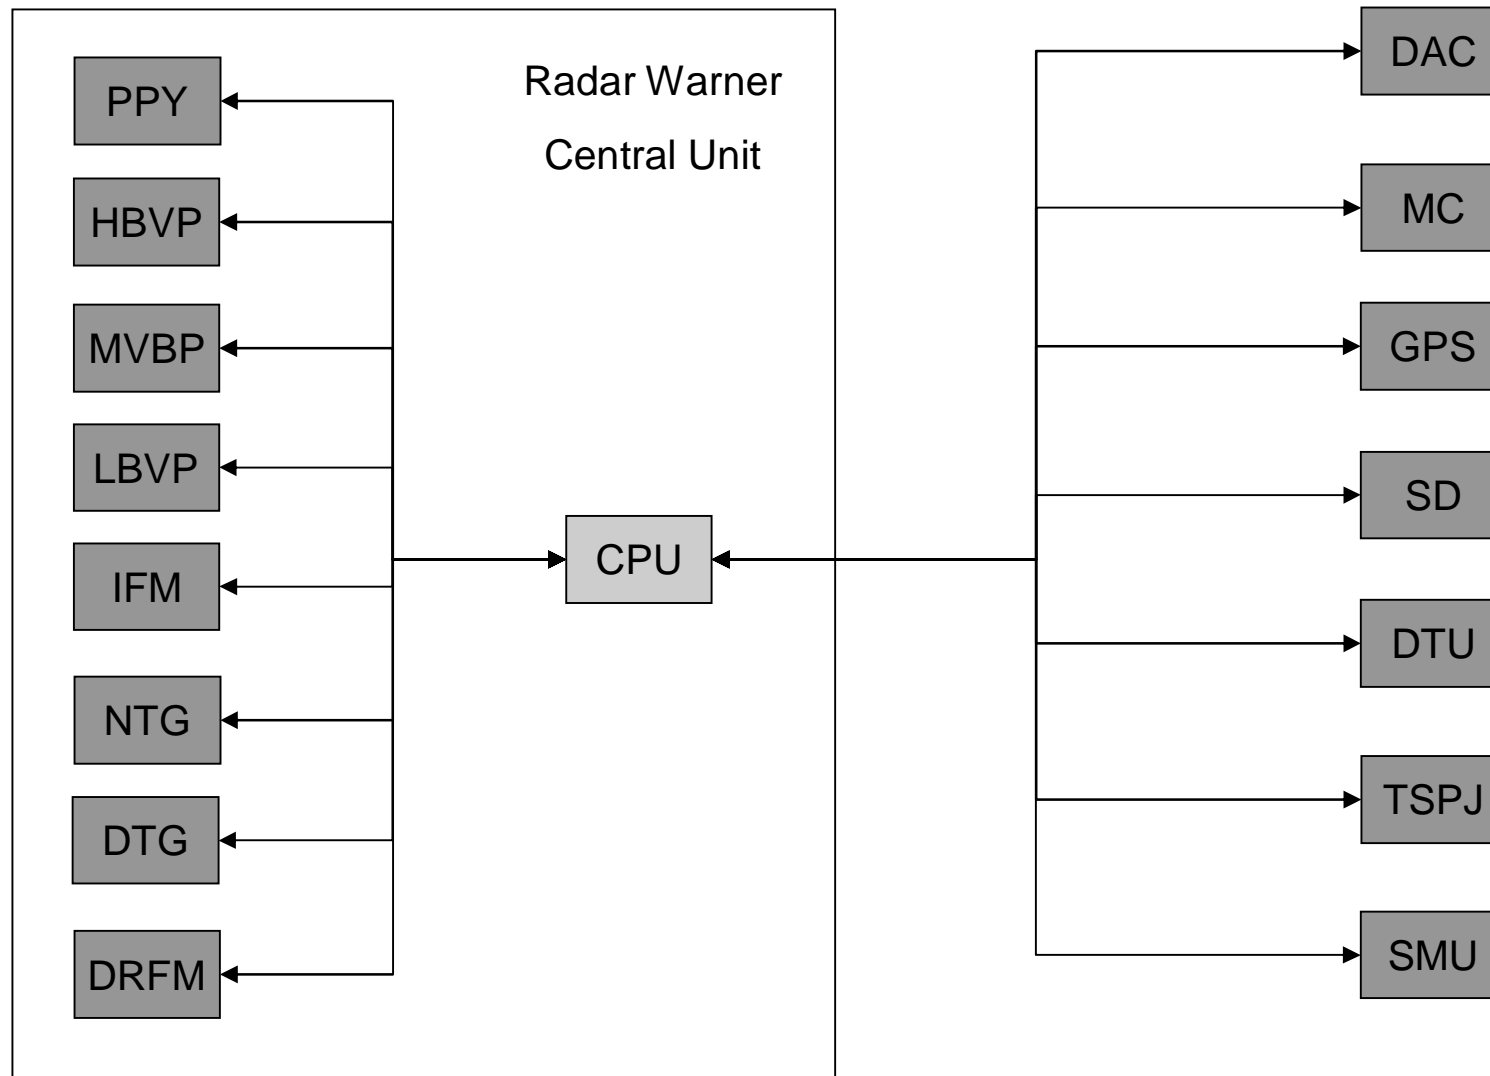 Radar Warner
Central Unit
PPY
HBVP
MVBP
LBVP
IFM
NTG
DTG
DRFM
CPU
DAC
MC
GPS
SD
DTU
TSPJ
SMU